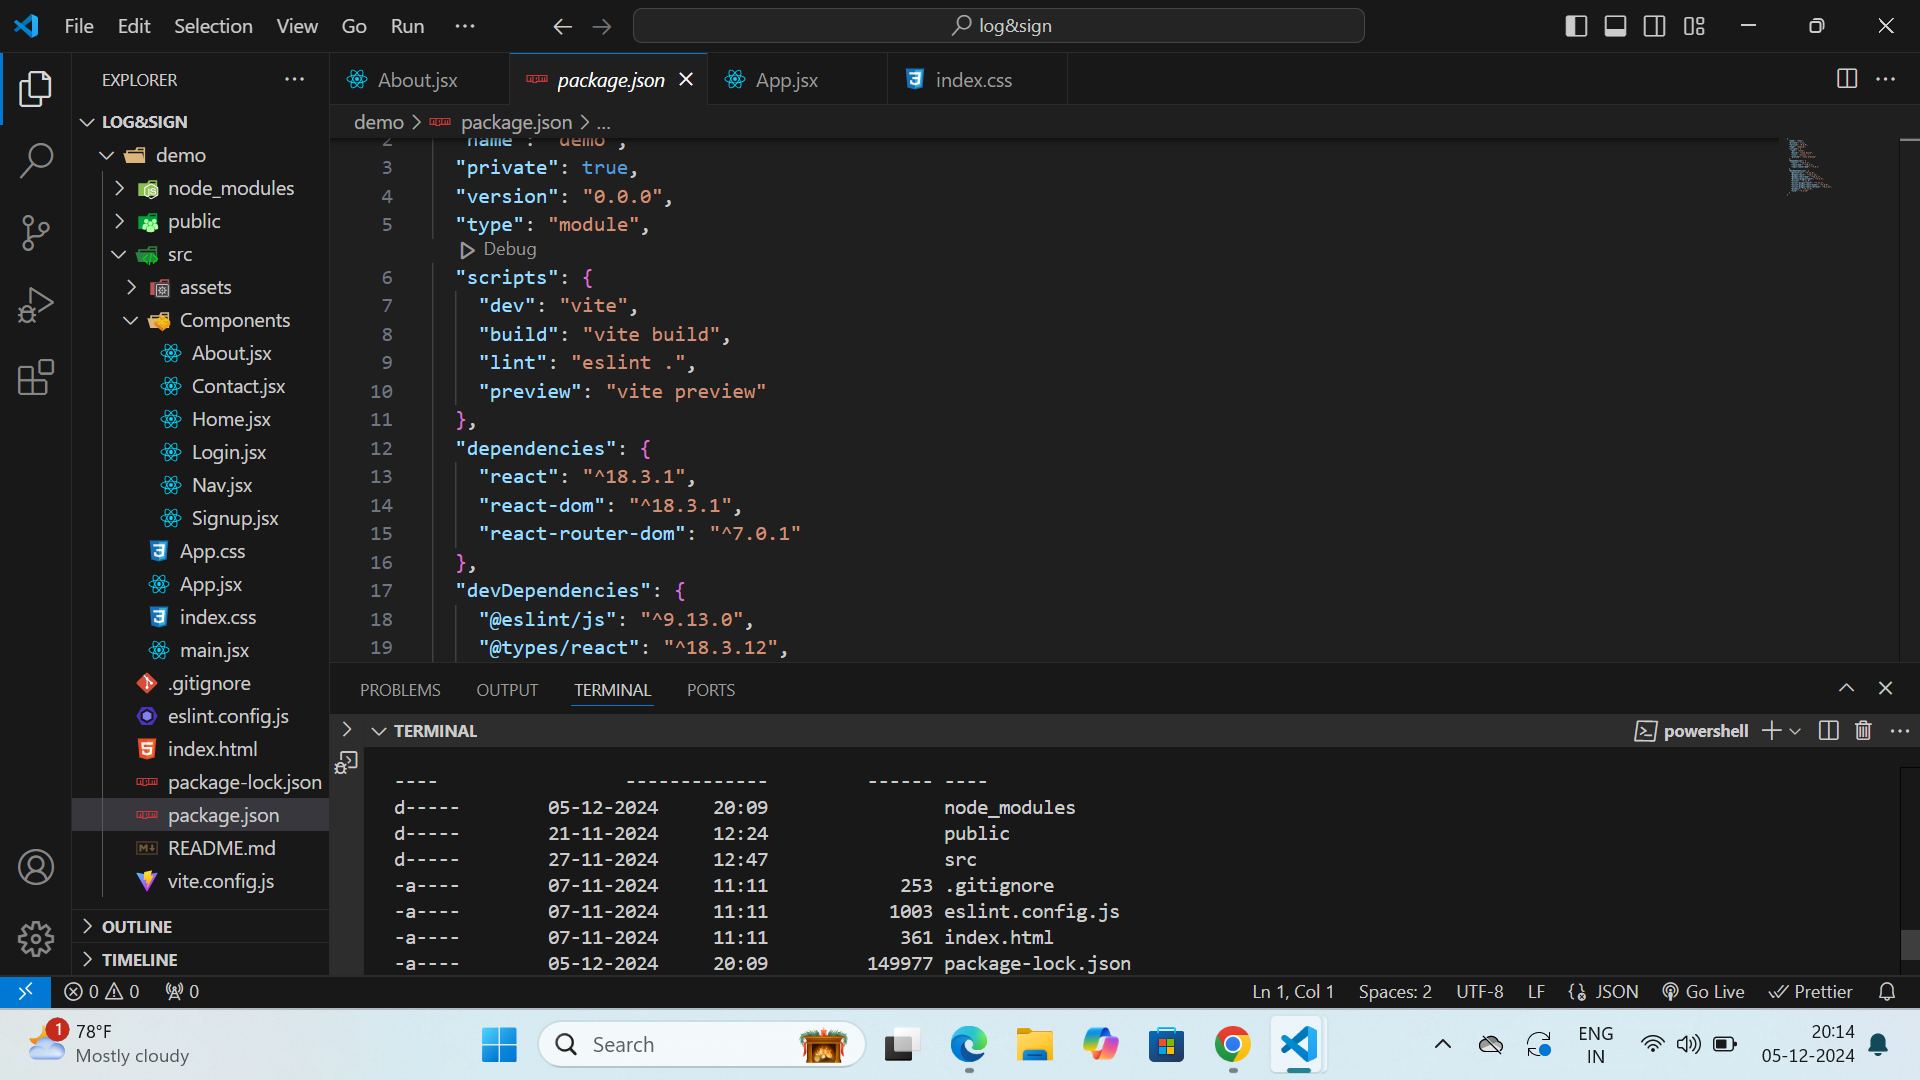 File Edit Selection View Go Run ···
log&sign
EXPLORER
LOG&SIGN
demo
node_modules
public
src
assets
Components
About.jsx
Contact.jsx
Home.jsx
Login.jsx
Nav.jsx
Signup.jsx
App.css
App.jsx
index.css
main.jsx
.gitignore
eslint.config.js
index.html
package-lock.json
package.json
README.md
vite.config.js
OUTLINE
TIMELINE
About.jsx package.json App.jsx index.css
demo > package.json > ...
2 "name": "demo",
3 "private": true,
4 "version": "0.0.0",
5 "type": "module",
Debug
6 "scripts": {
7 "dev": "vite",
8 "build": "vite build",
9 "lint": "eslint .",
10 "preview": "vite preview"
11 },
12 "dependencies": {
13 "react": "^18.3.1",
14 "react-dom": "^18.3.1",
15 "react-router-dom": "^7.0.1"
16 },
17 "devDependencies": {
18 "@eslint/js": "^9.13.0",
19 "@types/react": "^18.3.12",
PROBLEMS OUTPUT TERMINAL PORTS
TERMINAL
powershell
---- ------------- ------ ----
d----- 05-12-2024 20:09 node_modules
d----- 21-11-2024 12:24 public
d----- 27-11-2024 12:47 src
-a---- 07-11-2024 11:11 253 .gitignore
-a---- 07-11-2024 11:11 1003 eslint.config.js
-a---- 07-11-2024 11:11 361 index.html
-a---- 05-12-2024 20:09 149977 package-lock.json
0 0 0 Ln 1, Col 1 Spaces: 2 UTF-8 LF JSON Go Live Prettier
1 78°F
Mostly cloudy
Search
ENG
IN
20:14
05-12-2024